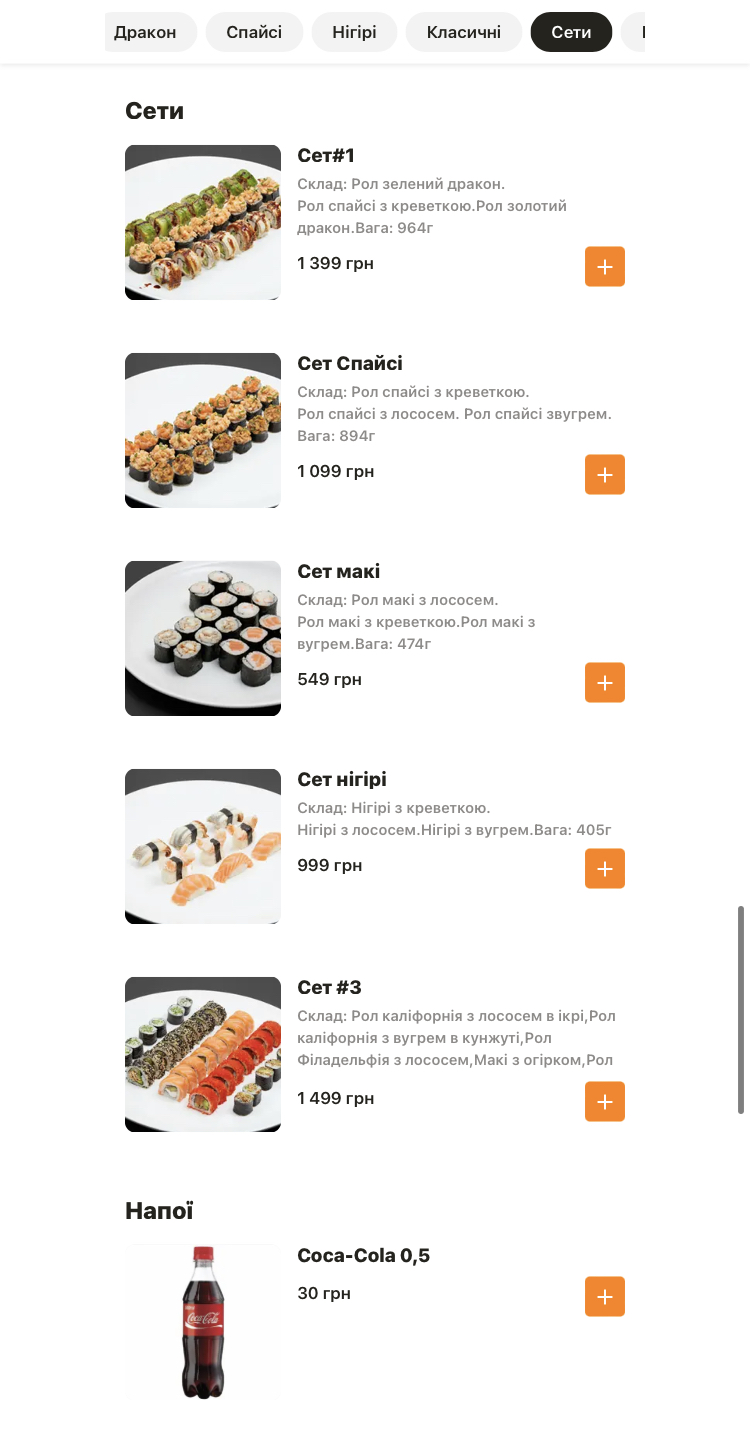 Дракон
Спайсі
Нігірі
Класичні
Сети
Сети
Сет#1
Склад: Рол зелений дракон.
Рол спайсі з креветкою.Рол золотий
дракон.Вага: 964г
1 399 грн
Сет Спайсі
Склад: Рол спайсі з креветкою.
Рол спайсі з лососем. Рол спайсі звугрем.
Вага: 894г
1 099 грн
Сет макі
Склад: Рол макі з лососем.
Рол макі з креветкою.Рол макі з
вугрем.Вага: 474г
549 грн
Сет нігірі
Склад: Нігірі з креветкою.
Нігірі з лососем.Нігірі з вугрем.Вага: 405г
999 грн
Сет #3
Склад: Рол каліфорнія з лососем в ікрі,Рол
каліфорнія з вугрем в кунжуті,Рол
Філадельфія з лососем,Макі з огірком,Рол
1 499 грн
Напої
Coca-Cola 0,5
30 грн
Coca-Cola